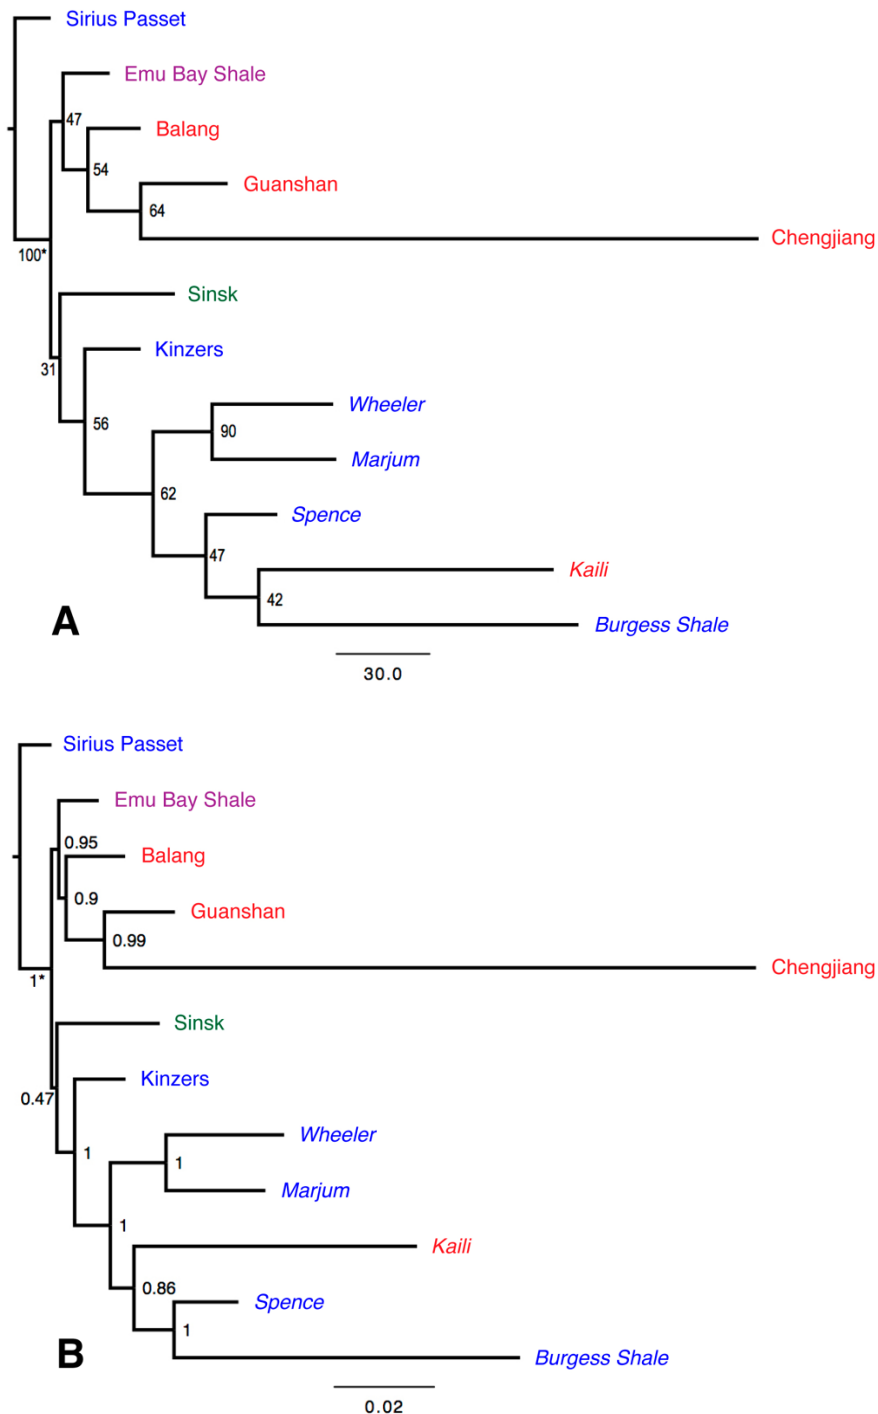 Sirius Passet
Emu Bay Shale
47
Balang
54
Guanshan
64
Chengjiang
100*
Sinsk
Kinzers
31
Wheeler
56
90
Marjum
62
Spence
47
Kaili
42
A
Burgess Shale
30.0
Sirius Passet
Emu Bay Shale
0.95
Balang
0.9
Guanshan
0.99
Chengjiang
1*
Sinsk
Kinzers
0.47
Wheeler
1
1
Marjum
1
Kaili
0.86
Spence
1
B
Burgess Shale
0.02